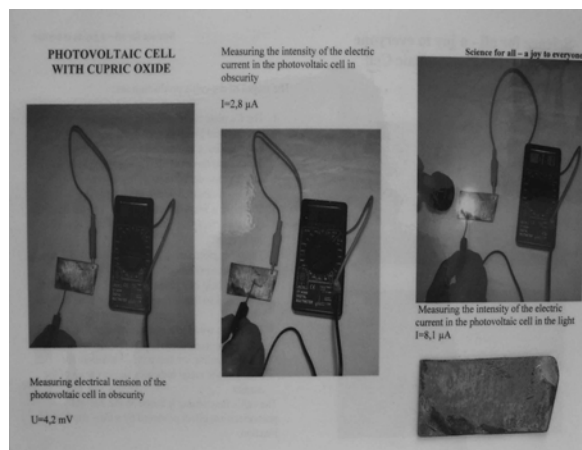 Science for all – a joy to everyone
PHOTOVOLTAIC CELL
WITH CUPRIC OXIDE
Measuring electrical tension of the
photovoltaic cell in obscurity
U=4,2 mV
Measuring the intensity of the electric
current in the photovoltaic cell in
obscurity
I=2,8 µA
Measuring the intensity of the electric
current in the photovoltaic cell in the light
I=8,1 µA